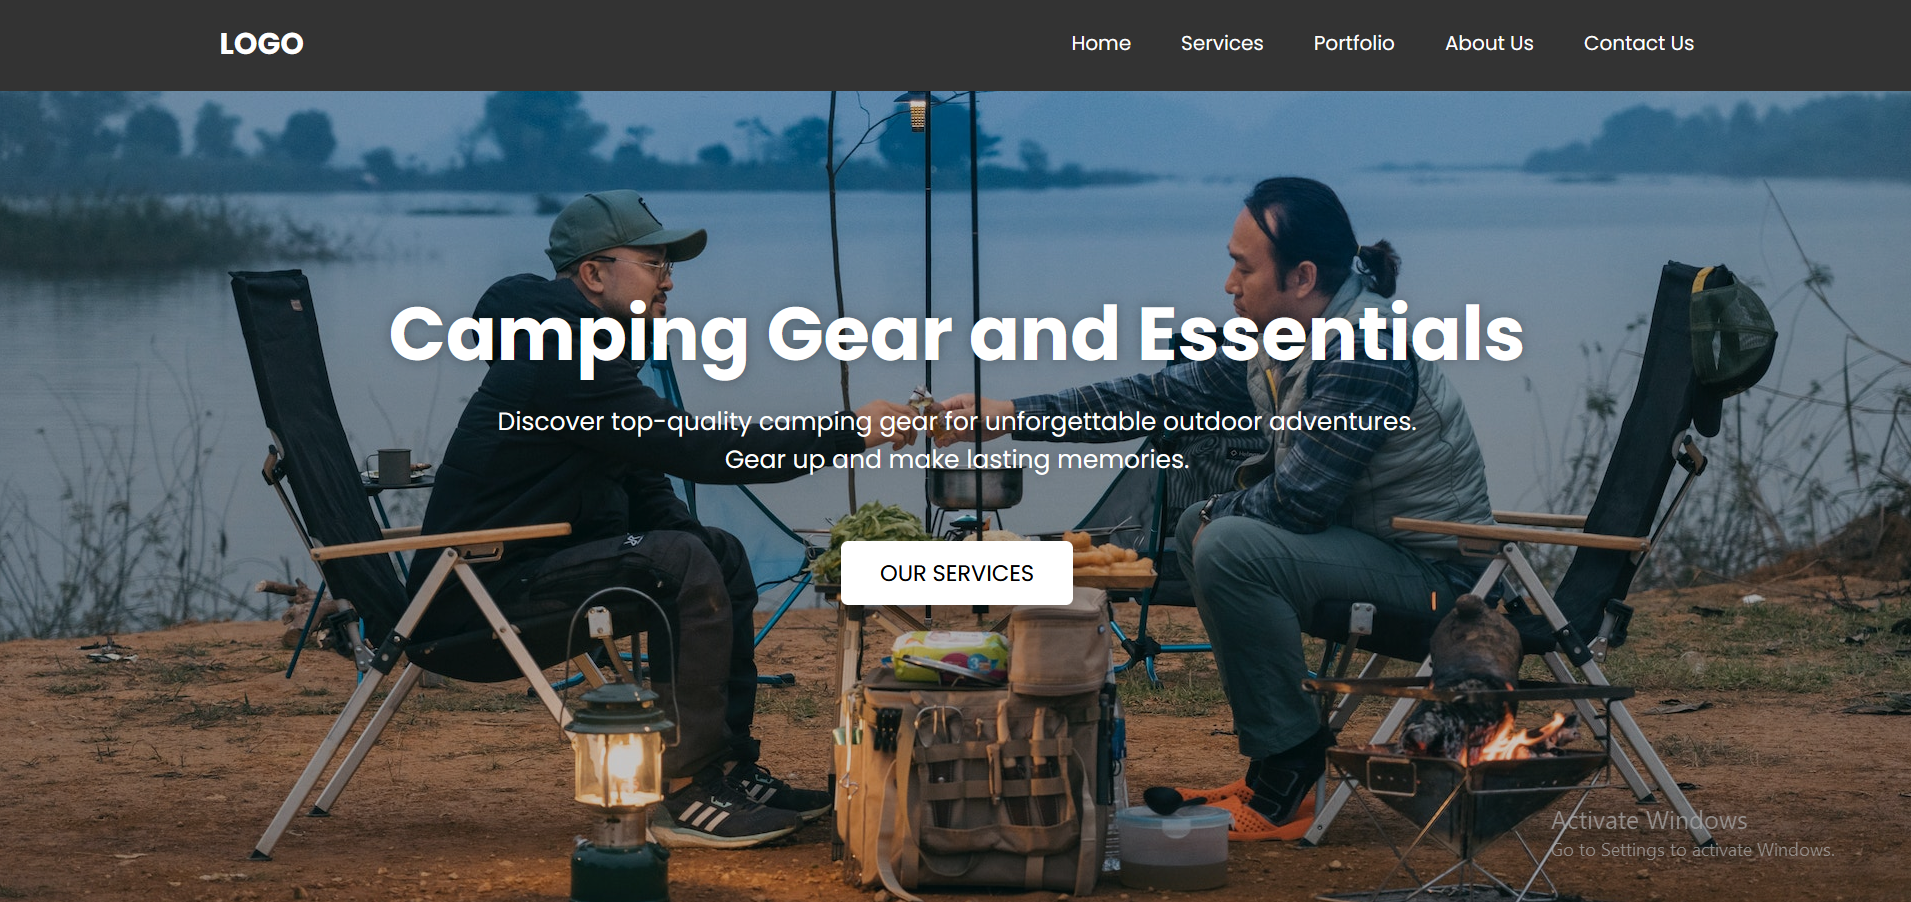 LOGO
Home Services Portfolio About Us Contact Us
Camping Gear and Essentials
Discover top-quality camping gear for unforgettable outdoor adventures.
Gear up and make lasting memories.
OUR SERVICES
Activate Windows
Go to Settings to activate Windows.